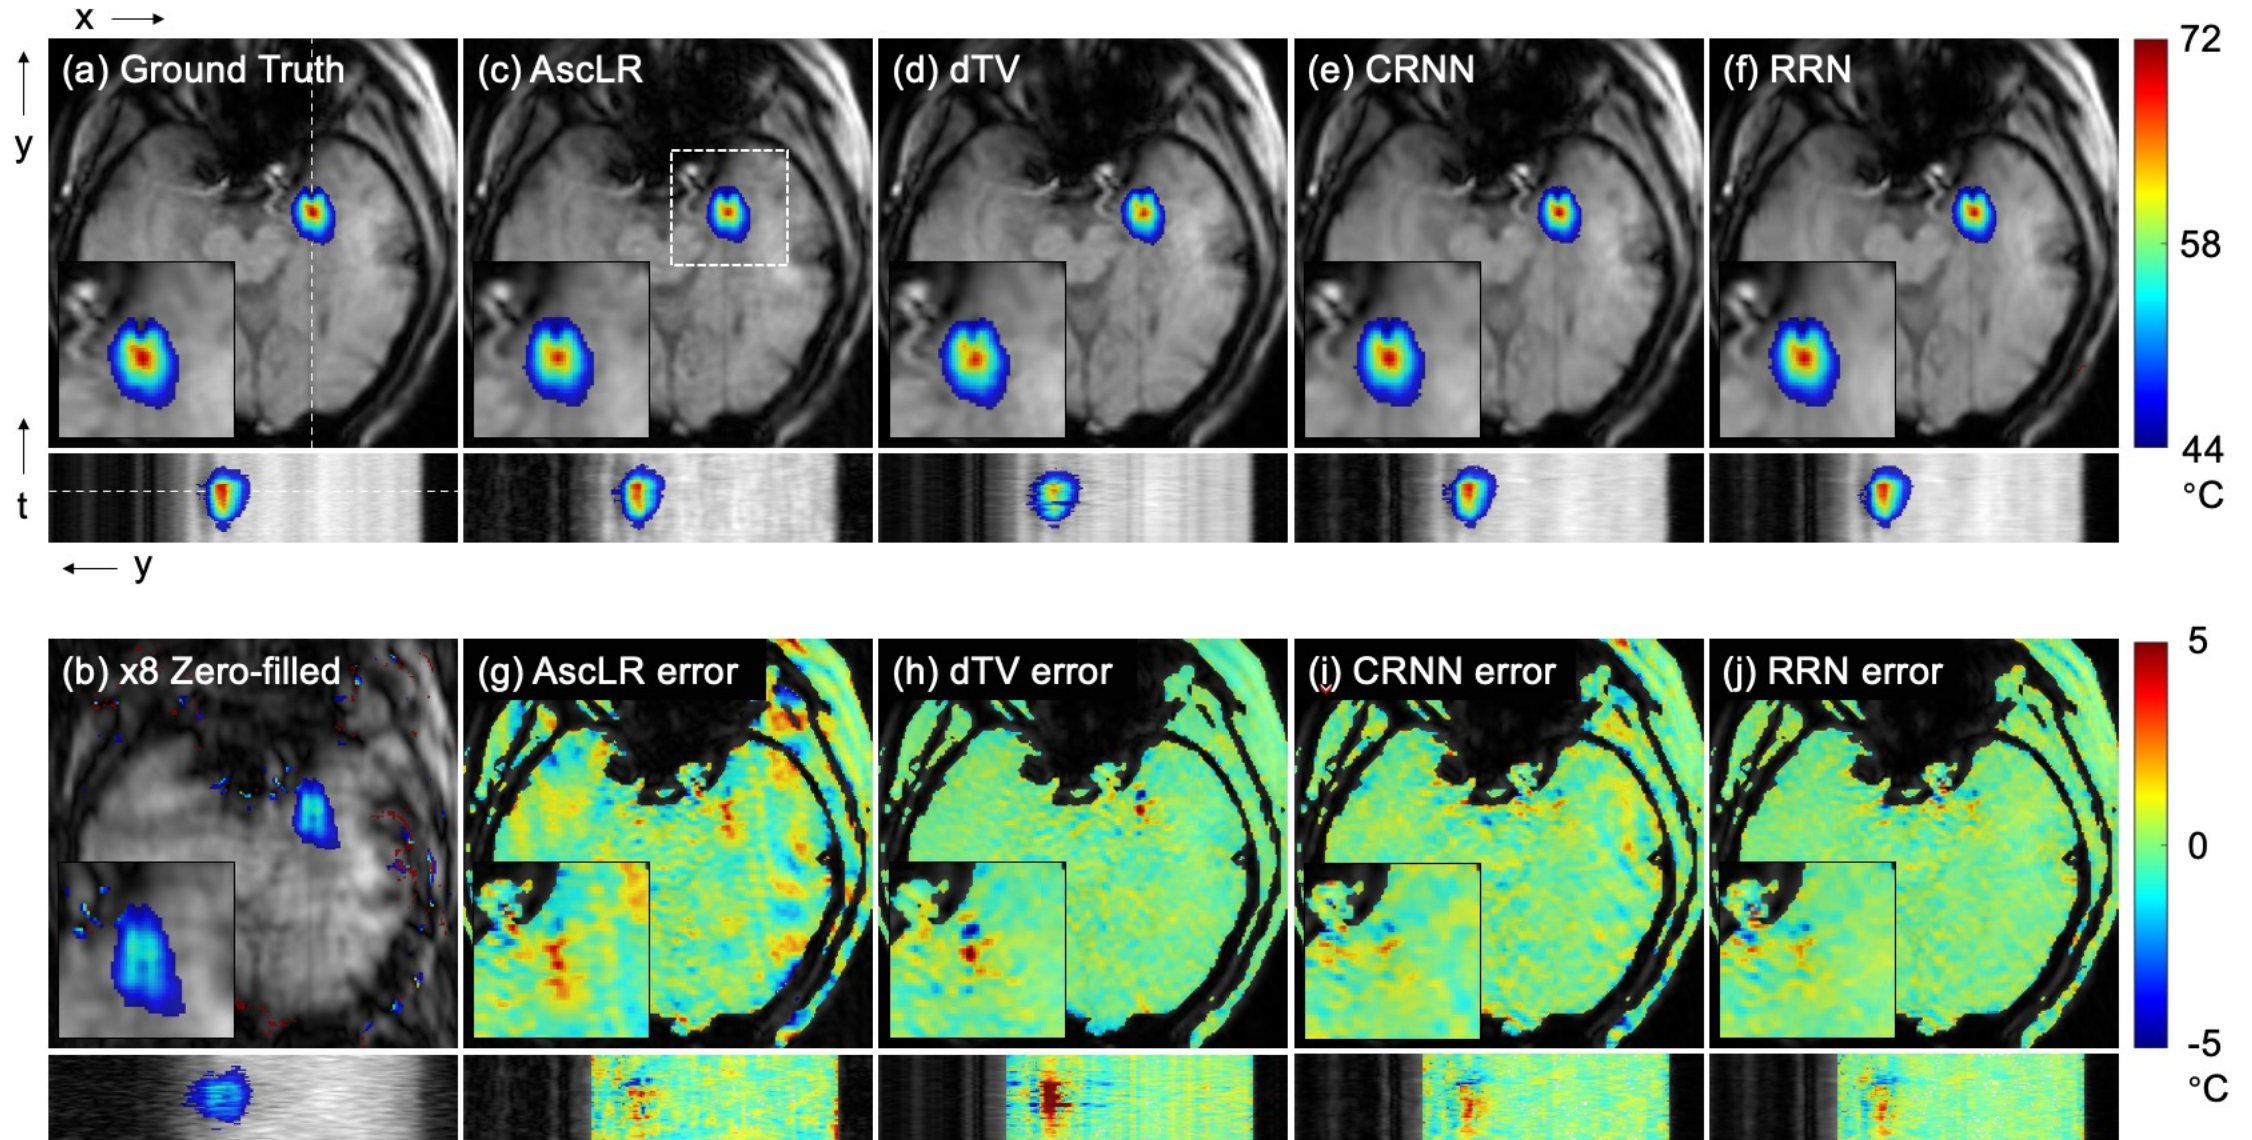 x
y
(a) Ground Truth
(c) AscLR
(d) dTV
(e) CRNN
(f) RRN
72
58
44
°C
t
y
(b) x8 Zero-filled
(g) AscLR error
(h) dTV error
(i) CRNN error
(j) RRN error
5
0
-5
°C